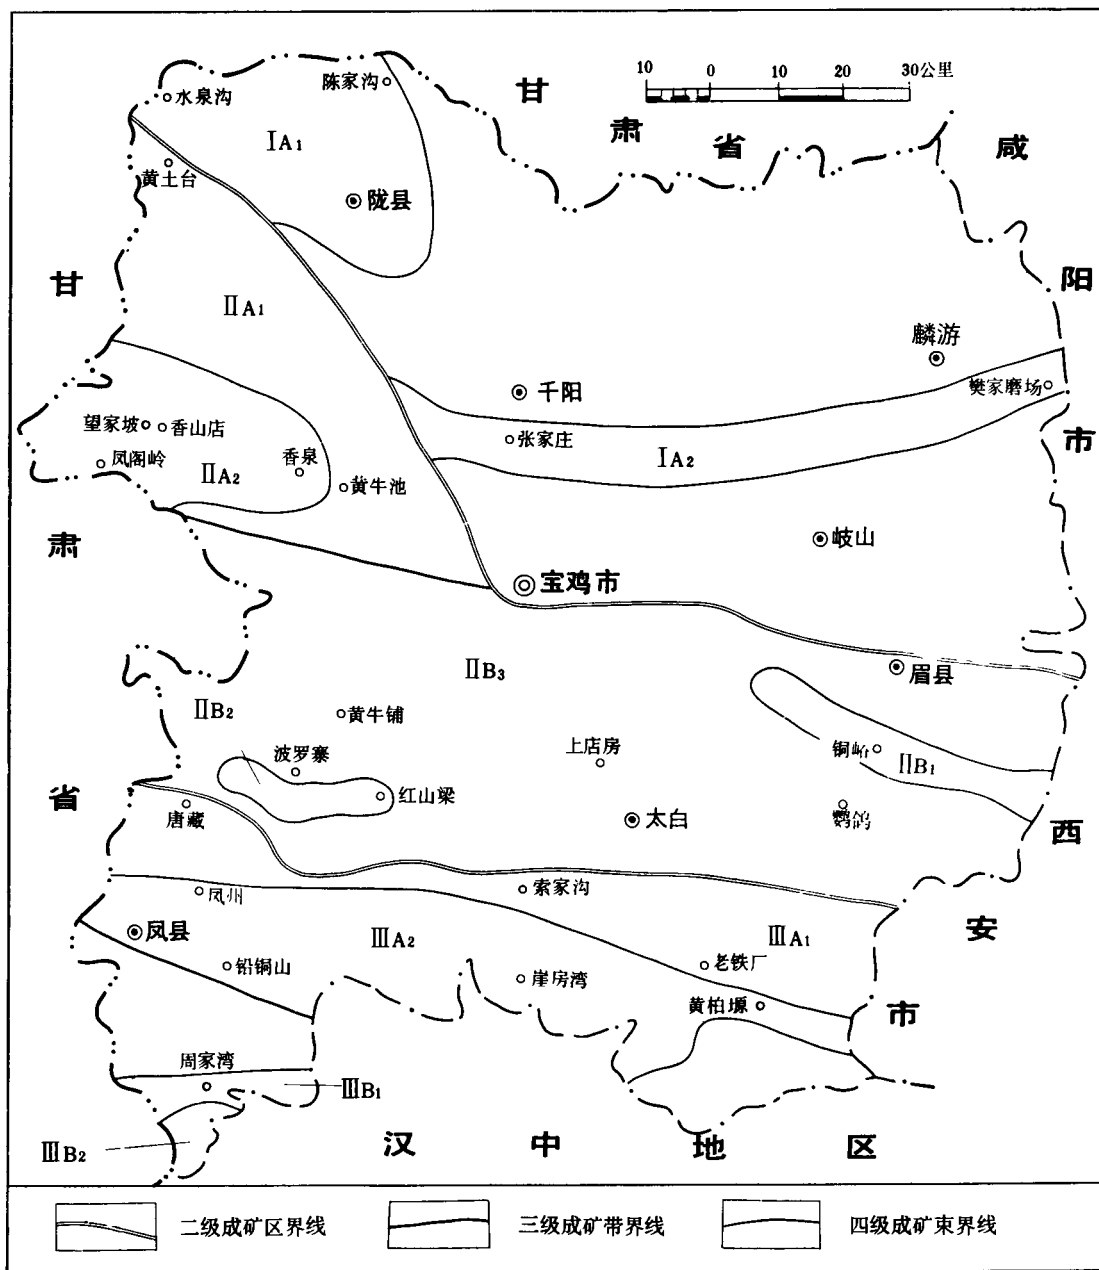 10 0 10 20 30公里
甘
肃
省
咸
阳
市
水泉沟
陈家沟
ⅠA1
黄土台
陇县
甘
ⅡA1
麟游
千阳
樊家磨场
望家坡
香山店
张家庄
凤阁岭
ⅡA2
香泉
黄牛池
ⅠA2
肃
岐山
宝鸡市
ⅡB3
眉县
ⅡB2
黄牛铺
波罗寨
上店房
铜峪
ⅡB1
省
唐藏
红山梁
太白
鹦鸽
西
凤州
索家沟
凤县
ⅢA2
ⅢA1
安
铅铜山
崖房湾
老铁厂
黄柏塬
市
周家湾
ⅢB1
ⅢB2
汉中地区
二级成矿区界线
三级成矿带界线
四级成矿束界线